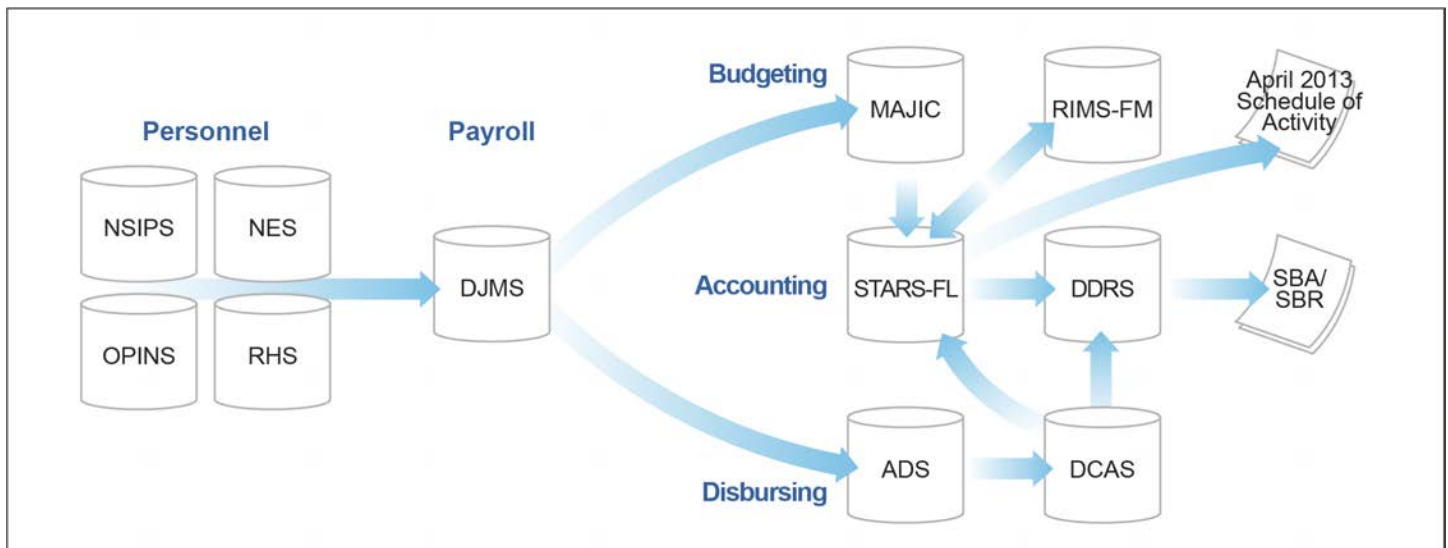 Personnel
NSIPS
NES
OPINS
RHS
Payroll
DJMS
Budgeting
MAJIC
RIMS-FM
April 2013
Schedule of
Activity
Accounting
STARS-FL
DDRS
SBA/
SBR
Disbursing
ADS
DCAS